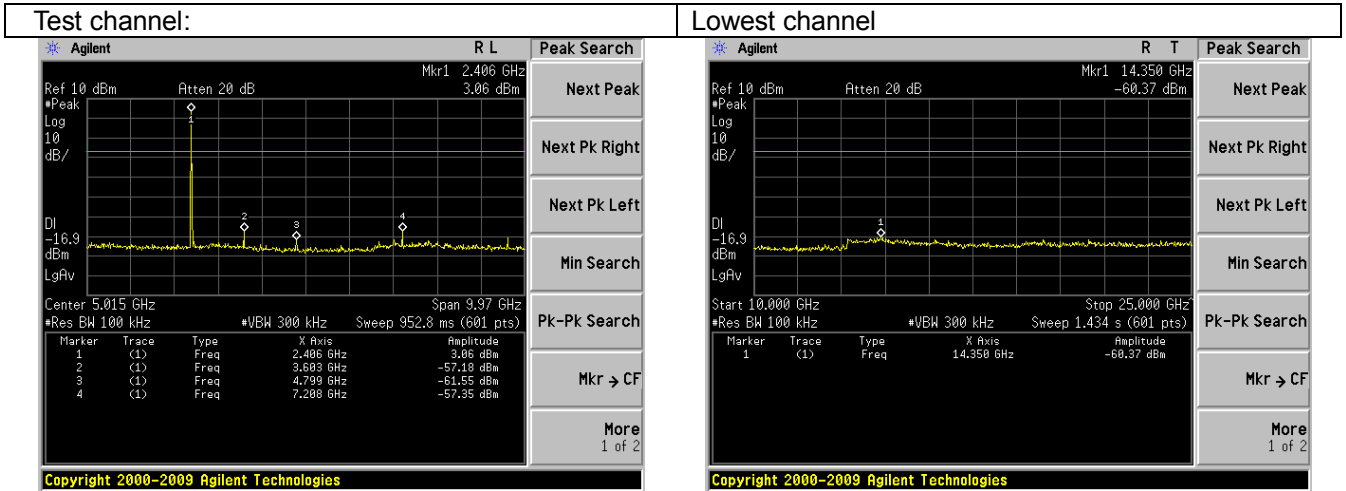 Test channel:
Lowest channel
Agilent
R L
Peak Search
Mkr1 2.406 GHz
Ref 10 dBm
Atten 20 dB
3.06 dBm
#Peak
Log
10
dB/
DI
-16.9
dBm
LgAv
1
2
3
4
Center 5.015 GHz
Span 9.97 GHz
#Res BW 100 kHz
#VBW 300 kHz
Sweep 952.8 ms (601 pts)
Marker Trace Type X Axis Amplitude
1 (1) Freq 2.406 GHz 3.06 dBm
2 (1) Freq 3.603 GHz -57.18 dBm
3 (1) Freq 4.799 GHz -61.55 dBm
4 (1) Freq 7.208 GHz -57.35 dBm
Next Peak
Next Pk Right
Next Pk Left
Min Search
Pk-Pk Search
Mkr → CF
More
1 of 2
Copyright 2000-2009 Agilent Technologies
Agilent
R T
Peak Search
Mkr1 14.350 GHz
Ref 10 dBm
Atten 20 dB
-60.37 dBm
#Peak
Log
10
dB/
DI
-16.9
dBm
LgAv
1
Start 10.000 GHz
Stop 25.000 GHz^
#Res BW 100 kHz
#VBW 300 kHz
Sweep 1.434 s (601 pts)
Marker Trace Type X Axis Amplitude
1 (1) Freq 14.350 GHz -60.37 dBm
Next Peak
Next Pk Right
Next Pk Left
Min Search
Pk-Pk Search
Mkr → CF
More
1 of 2
Copyright 2000-2009 Agilent Technologies